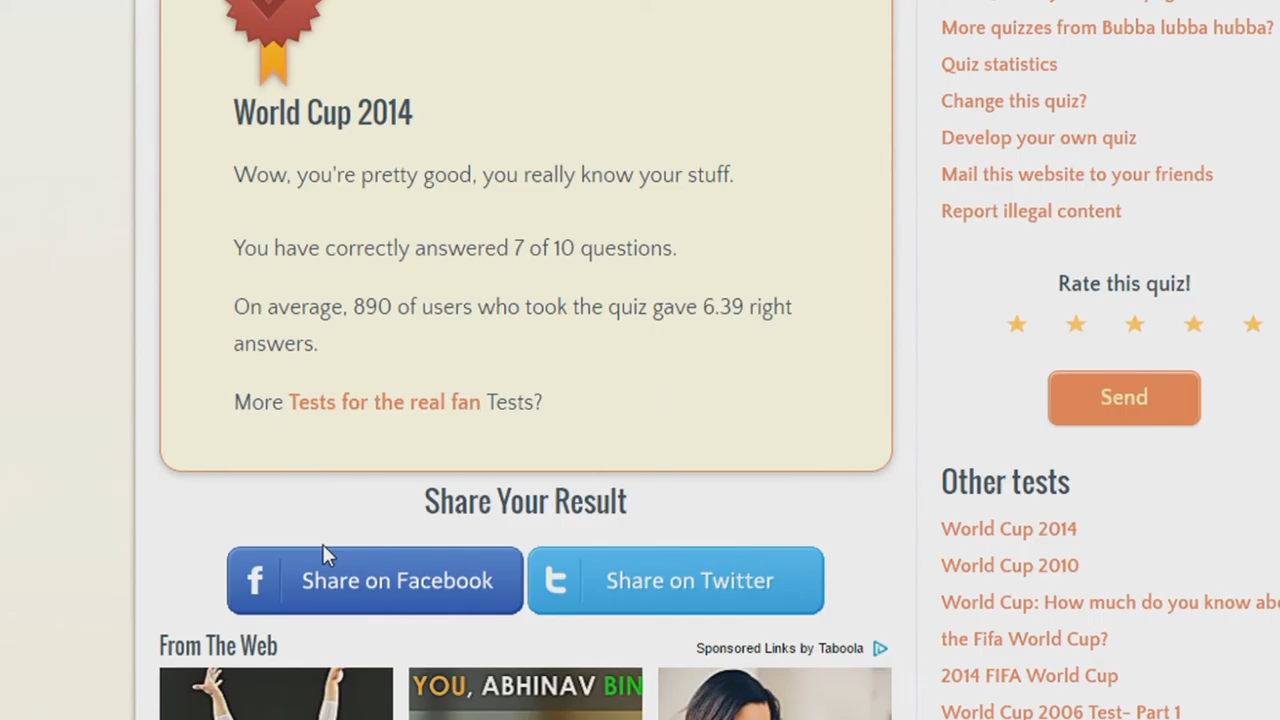 World Cup 2014
Wow, you're pretty good, you really know your stuff.
You have correctly answered 7 of 10 questions.
On average, 890 of users who took the quiz gave 6.39 right
answers.
More Tests for the real fan Tests?
Share Your Result
f Share on Facebook
t Share on Twitter
From The Web
Sponsored Links by Taboola
YOU, ABHINAV BIN
More quizzes from Bubba lubba hubba?
Quiz statistics
Change this quiz?
Develop your own quiz
Mail this website to your friends
Report illegal content
Rate this quiz!
Send
Other tests
World Cup 2014
World Cup 2010
World Cup: How much do you know abo
the Fifa World Cup?
2014 FIFA World Cup
World Cup 2006 Test- Part 1